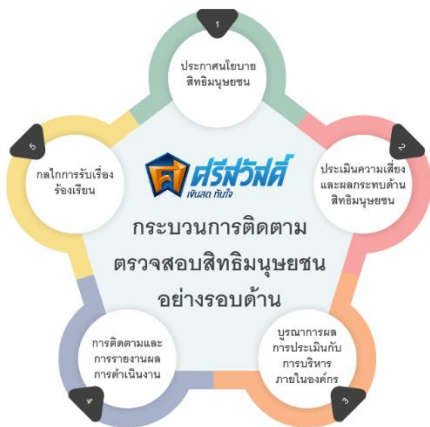 1
ประกาศนโยบาย
สิทธิมนุษยชน
2
ประเมินความเสี่ยง
และผลกระทบด้าน
สิทธิมนุษยชน
3
บูรณาการผล
การประเมินกับ
การบริหาร
ภายในองค์กร
4
การติดตามและ
การรายงานผล
การดำเนินงาน
5
กลไกการรับเรื่อง
ร้องเรียน
ศรีสวัสดิ์
เงินสด ทันใจ
กระบวนการติดตาม
ตรวจสอบสิทธิมนุษยชน
อย่างรอบด้าน